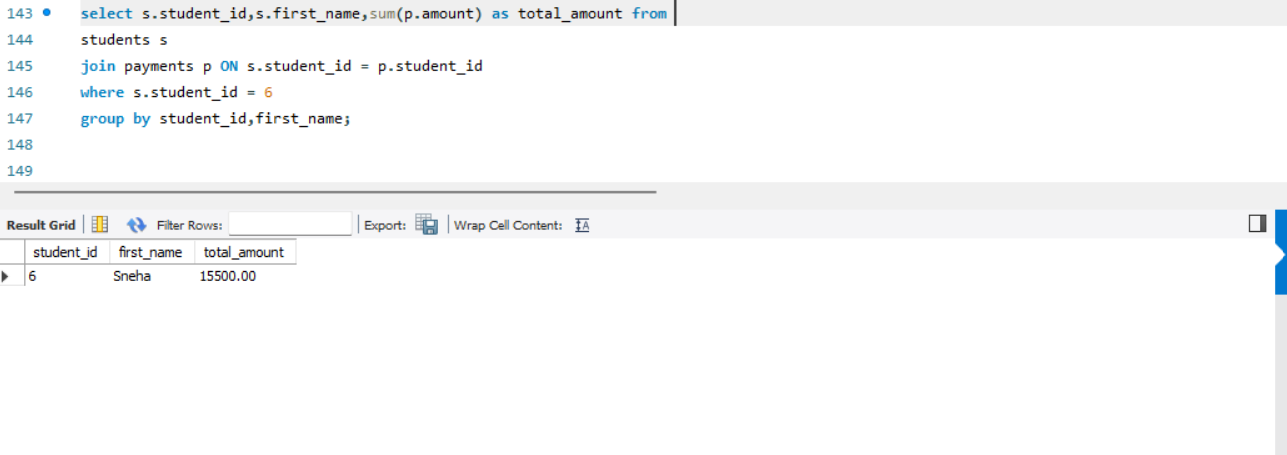 143 select s.student_id,s.first_name,sum(p.amount) as total_amount from
144 students s
145 join payments p ON s.student_id = p.student_id
146 where s.student_id = 6
147 group by student_id,first_name;
148
149
Result Grid Filter Rows: Export: Wrap Cell Content: IA
student_id first_name total_amount
6 Sneha 15500.00